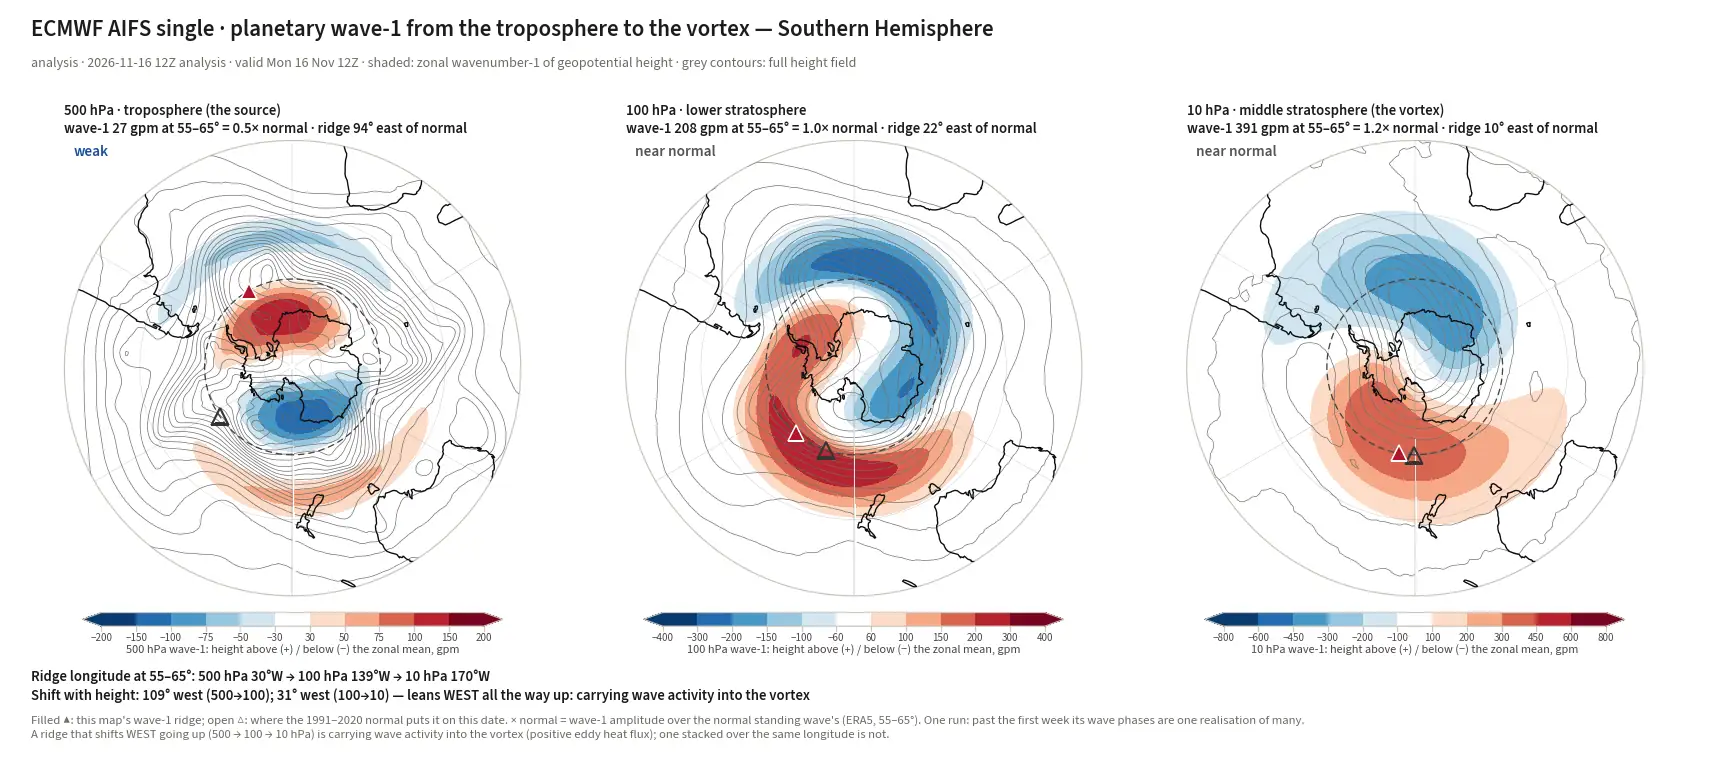 ECMWF AIFS single · planetary wave-1 from the troposphere to the vortex — Southern Hemisphere
analysis · 2026-11-16 12Z analysis · valid Mon 16 Nov 12Z · shaded: zonal wavenumber-1 of geopotential height · grey contours: full height field
500 hPa · troposphere (the source)
wave-1 27 gpm at 55–65° = 0.5× normal · ridge 94° east of normal
weak
100 hPa · lower stratosphere
wave-1 208 gpm at 55–65° = 1.0× normal · ridge 22° east of normal
near normal
10 hPa · middle stratosphere (the vortex)
wave-1 391 gpm at 55–65° = 1.2× normal · ridge 10° east of normal
near normal
−200 −150 −100 −75 −50 −30 30 50 75 100 150 200
500 hPa wave-1: height above (+) / below (−) the zonal mean, gpm
−400 −300 −200 −150 −100 −60 60 100 150 200 300 400
100 hPa wave-1: height above (+) / below (−) the zonal mean, gpm
−800 −600 −450 −300 −200 −100 100 200 300 450 600 800
10 hPa wave-1: height above (+) / below (−) the zonal mean, gpm
Ridge longitude at 55–65°: 500 hPa 30°W → 100 hPa 139°W → 10 hPa 170°W
Shift with height: 109° west (500→100); 31° west (100→10) — leans WEST all the way up: carrying wave activity into the vortex
Filled ▲: this map's wave-1 ridge; open △: where the 1991–2020 normal puts it on this date. × normal = wave-1 amplitude over the normal standing wave's (ERA5, 55–65°). One run: past the first week its wave phases are one realisation of many.
A ridge that shifts WEST going up (500 → 100 → 10 hPa) is carrying wave activity into the vortex (positive eddy heat flux); one stacked over the same longitude is not.